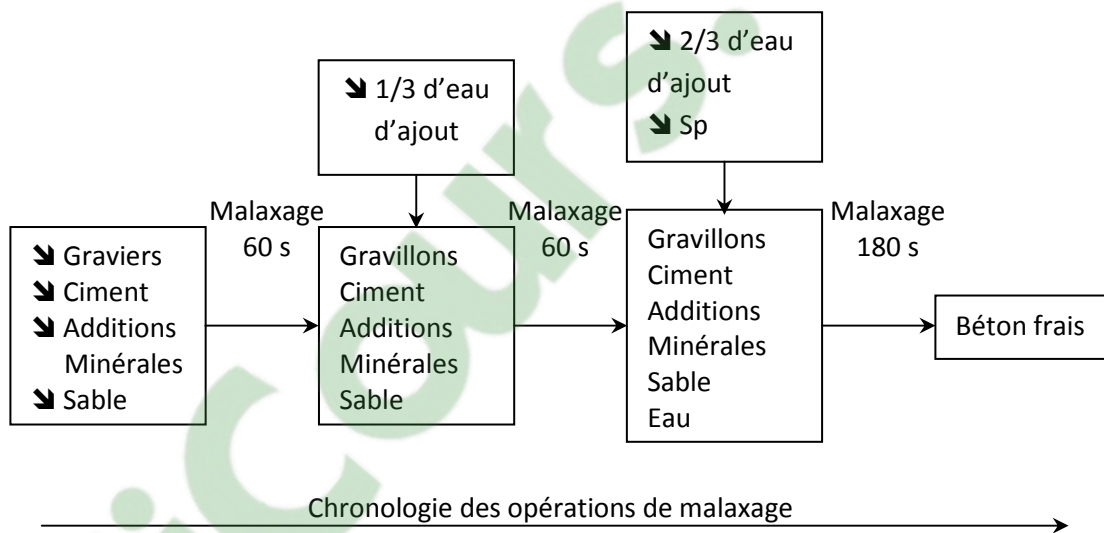 ➘ 1/3 d’eau
d’ajout
➘ 2/3 d’eau
d’ajout
➘ Sp
Malaxage
60 s
Malaxage
60 s
Malaxage
180 s
➘ Graviers
➘ Ciment
➘ Additions
Minérales
➘ Sable
Gravillons
Ciment
Additions
Minérales
Sable
Gravillons
Ciment
Additions
Minérales
Sable
Eau
Béton frais
Chronologie des opérations de malaxage
iCours.